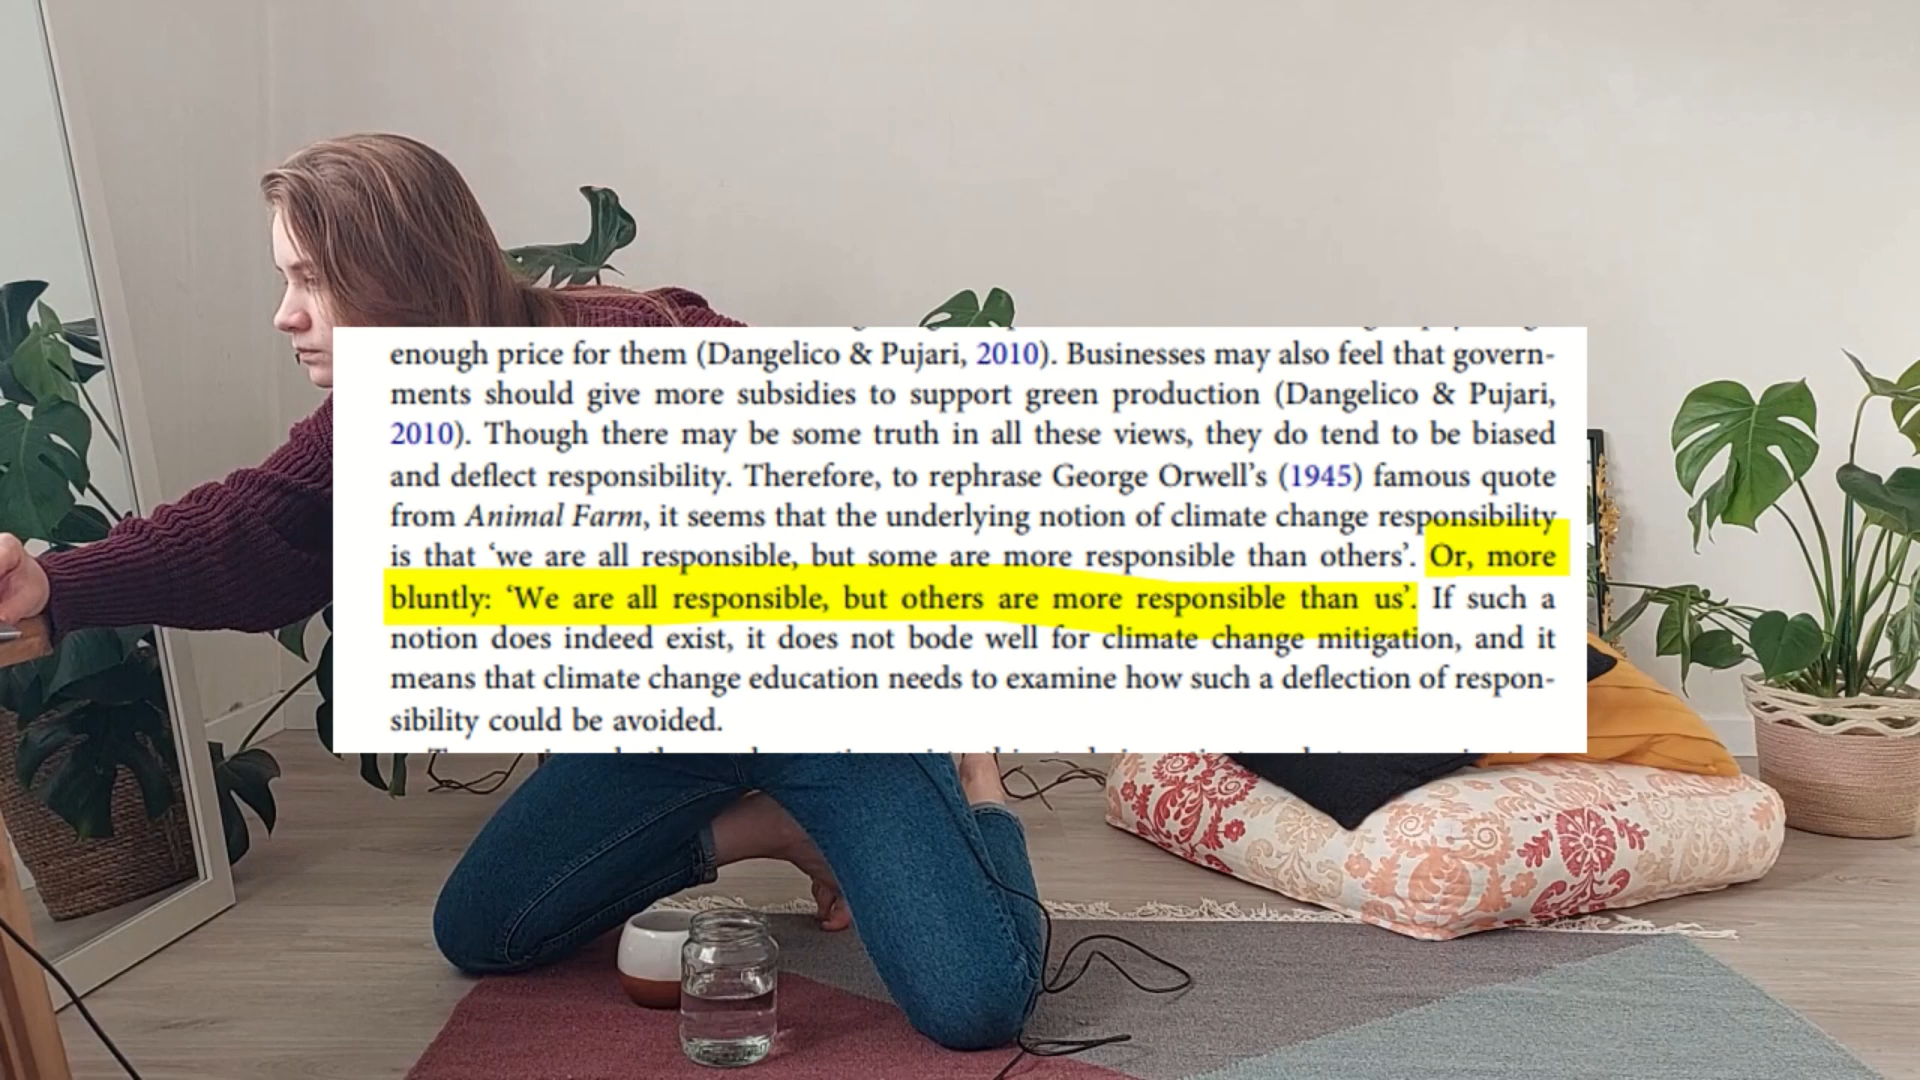 enough price for them (Dangelico & Pujari, 2010). Businesses may also feel that govern-
ments should give more subsidies to support green production (Dangelico & Pujari,
2010). Though there may be some truth in all these views, they do tend to be biased
and deflect responsibility. Therefore, to rephrase George Orwell’s (1945) famous quote
from Animal Farm, it seems that the underlying notion of climate change responsibility
is that ‘we are all responsible, but some are more responsible than others’. Or, more
bluntly: ‘We are all responsible, but others are more responsible than us’. If such a
notion does indeed exist, it does not bode well for climate change mitigation, and it
means that climate change education needs to examine how such a deflection of respon-
sibility could be avoided.